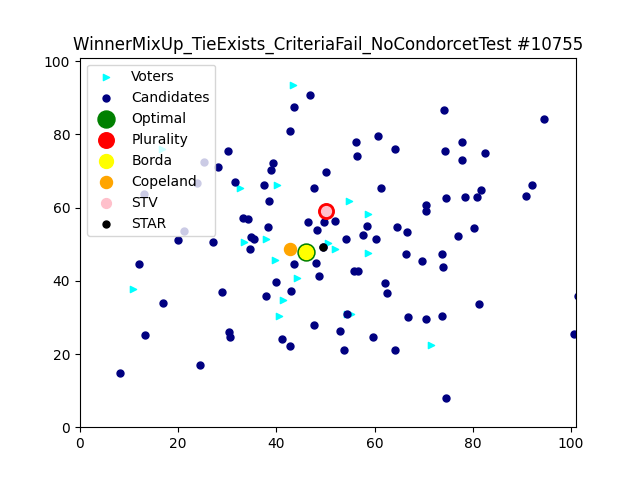 WinnerMixUp_TieExists_CriteriaFail_NoCondorcetTest #10755
100
80
60
40
20
0
Voters
Candidates
Optimal
Plurality
Borda
Copeland
STV
STAR
0 20 40 60 80 100